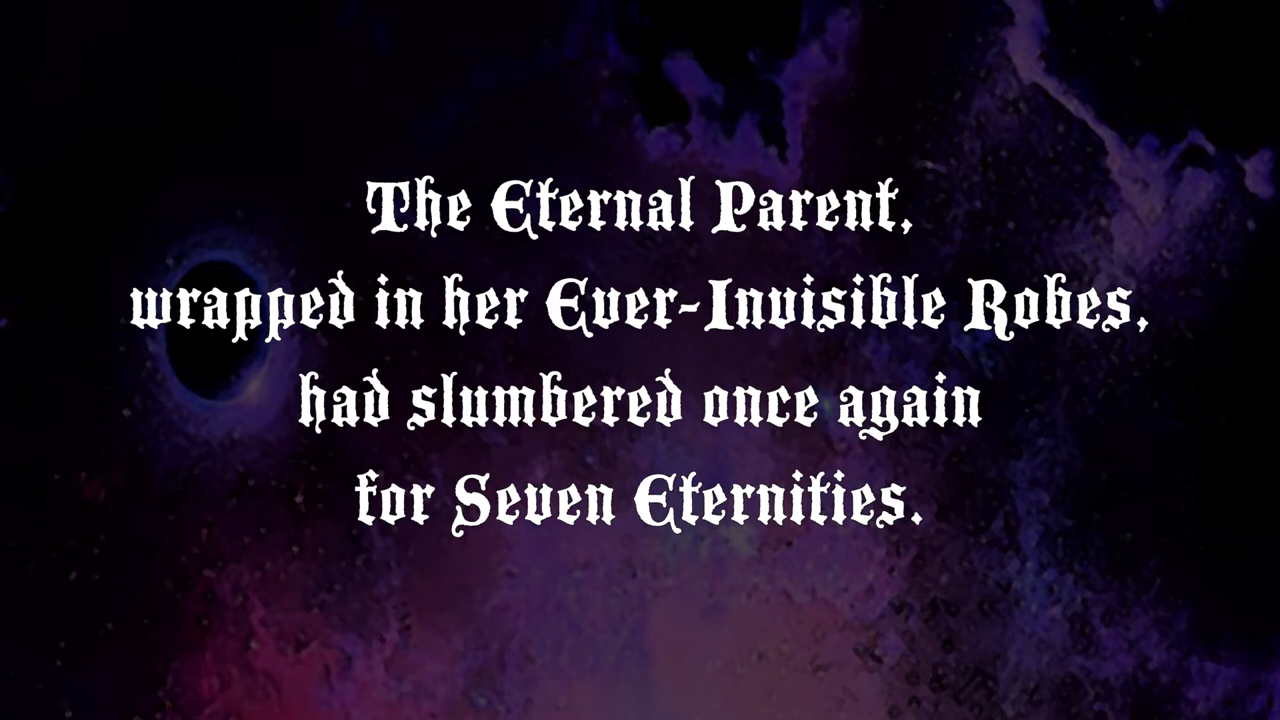 The Eternal Parent,
wrapped in her Ever-Invisible Robes,
had slumbered once again
for Seven Eternities.